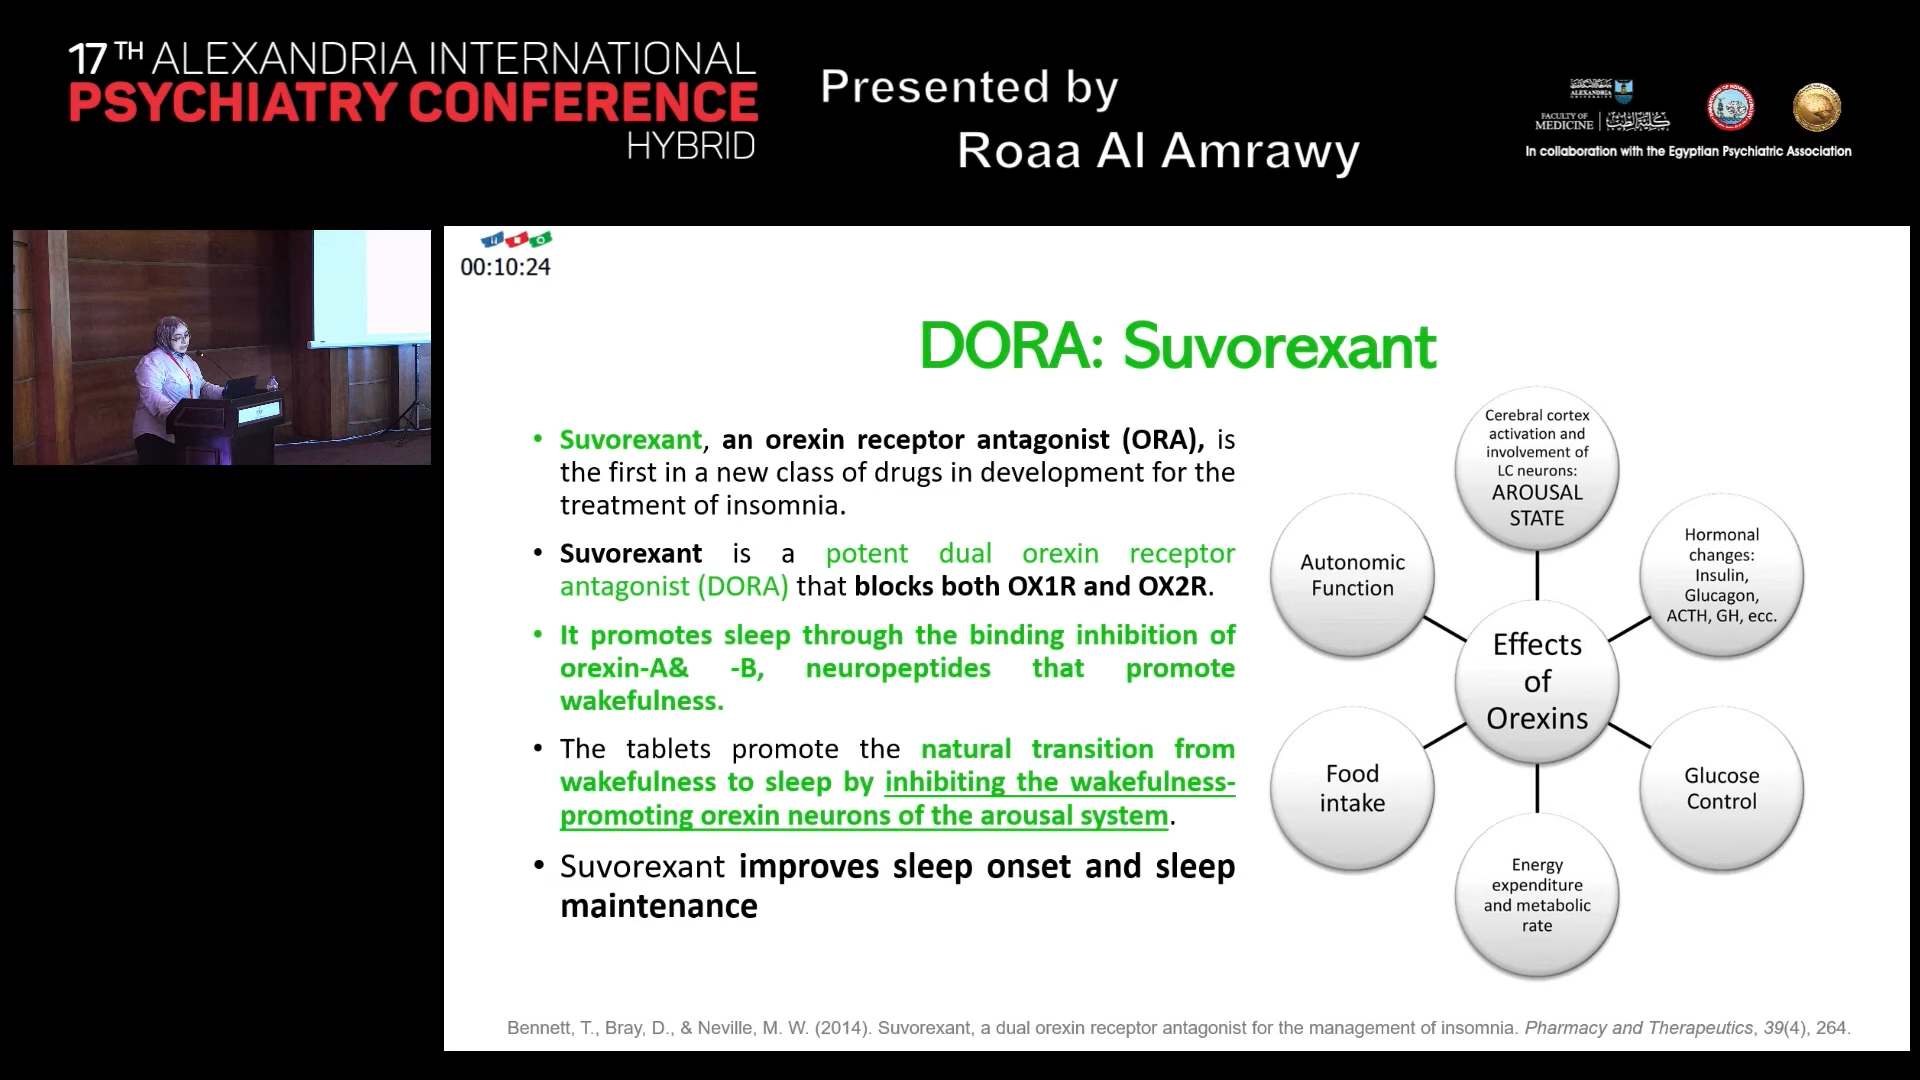 17TH ALEXANDRIA INTERNATIONAL
PSYCHIATRY CONFERENCE
HYBRID
Presented by
Roaa Al Amrawy
ALEXANDRIA
FACULTY OF
MEDICINE
كلية الطب
In collaboration with the Egyptian Psychiatric Association
00:10:24
DORA: Suvorexant
• Suvorexant, an orexin receptor antagonist (ORA), is
the first in a new class of drugs in development for the
treatment of insomnia.
• Suvorexant is a potent dual orexin receptor
antagonist (DORA) that blocks both OX1R and OX2R.
• It promotes sleep through the binding inhibition of
orexin-A& -B, neuropeptides that promote
wakefulness.
• The tablets promote the natural transition from
wakefulness to sleep by inhibiting the wakefulness-
promoting orexin neurons of the arousal system.
• Suvorexant improves sleep onset and sleep
maintenance
Cerebral cortex
activation and
involvement of
LC neurons:
AROUSAL
STATE
Hormonal
changes:
Insulin,
Glucagon,
ACTH, GH, ecc.
Glucose
Control
Energy
expenditure
and metabolic
rate
Food
intake
Autonomic
Function
Effects
of
Orexins
Bennett, T., Bray, D., & Neville, M. W. (2014). Suvorexant, a dual orexin receptor antagonist for the management of insomnia. Pharmacy and Therapeutics, 39(4), 264.